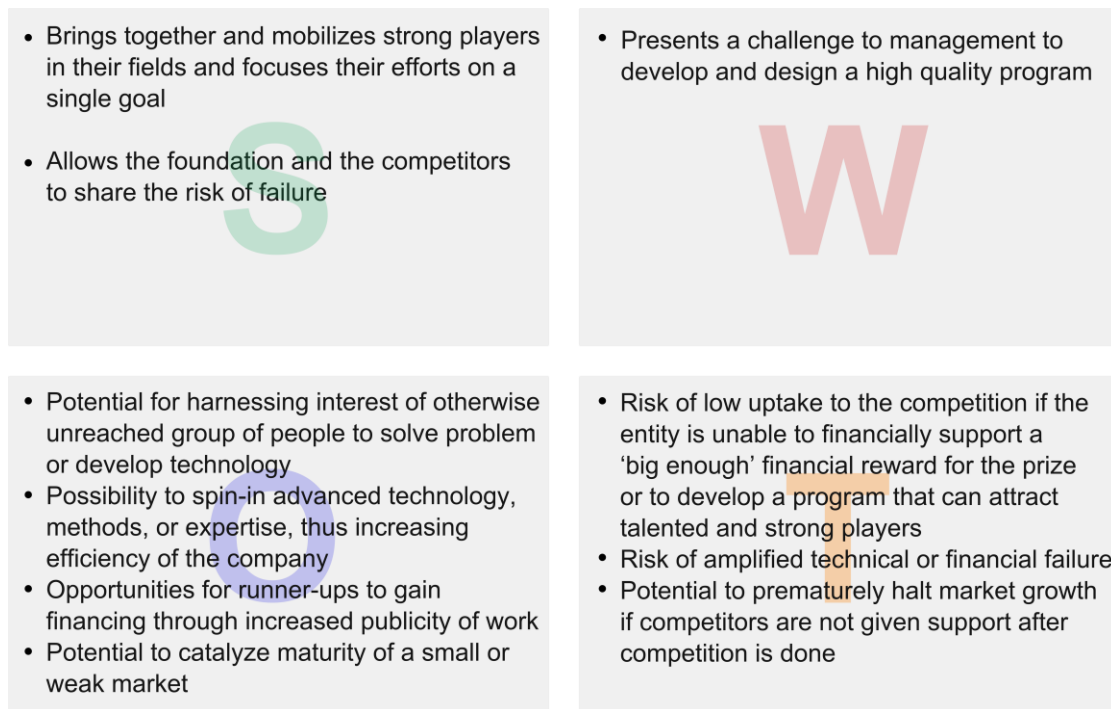 • Brings together and mobilizes strong players
in their fields and focuses their efforts on a
single goal
• Allows the foundation and the competitors
to share the risk of failure
S
• Presents a challenge to management to
develop and design a high quality program
W
• Potential for harnessing interest of otherwise
unreached group of people to solve problem
or develop technology
• Possibility to spin-in advanced technology,
methods, or expertise, thus increasing
efficiency of the company
• Opportunities for runner-ups to gain
financing through increased publicity of work
• Potential to catalyze maturity of a small or
weak market
O
• Risk of low uptake to the competition if the
entity is unable to financially support a
‘big enough’ financial reward for the prize
or to develop a program that can attract
talented and strong players
• Risk of amplified technical or financial failure
• Potential to prematurely halt market growth
if competitors are not given support after
competition is done
T